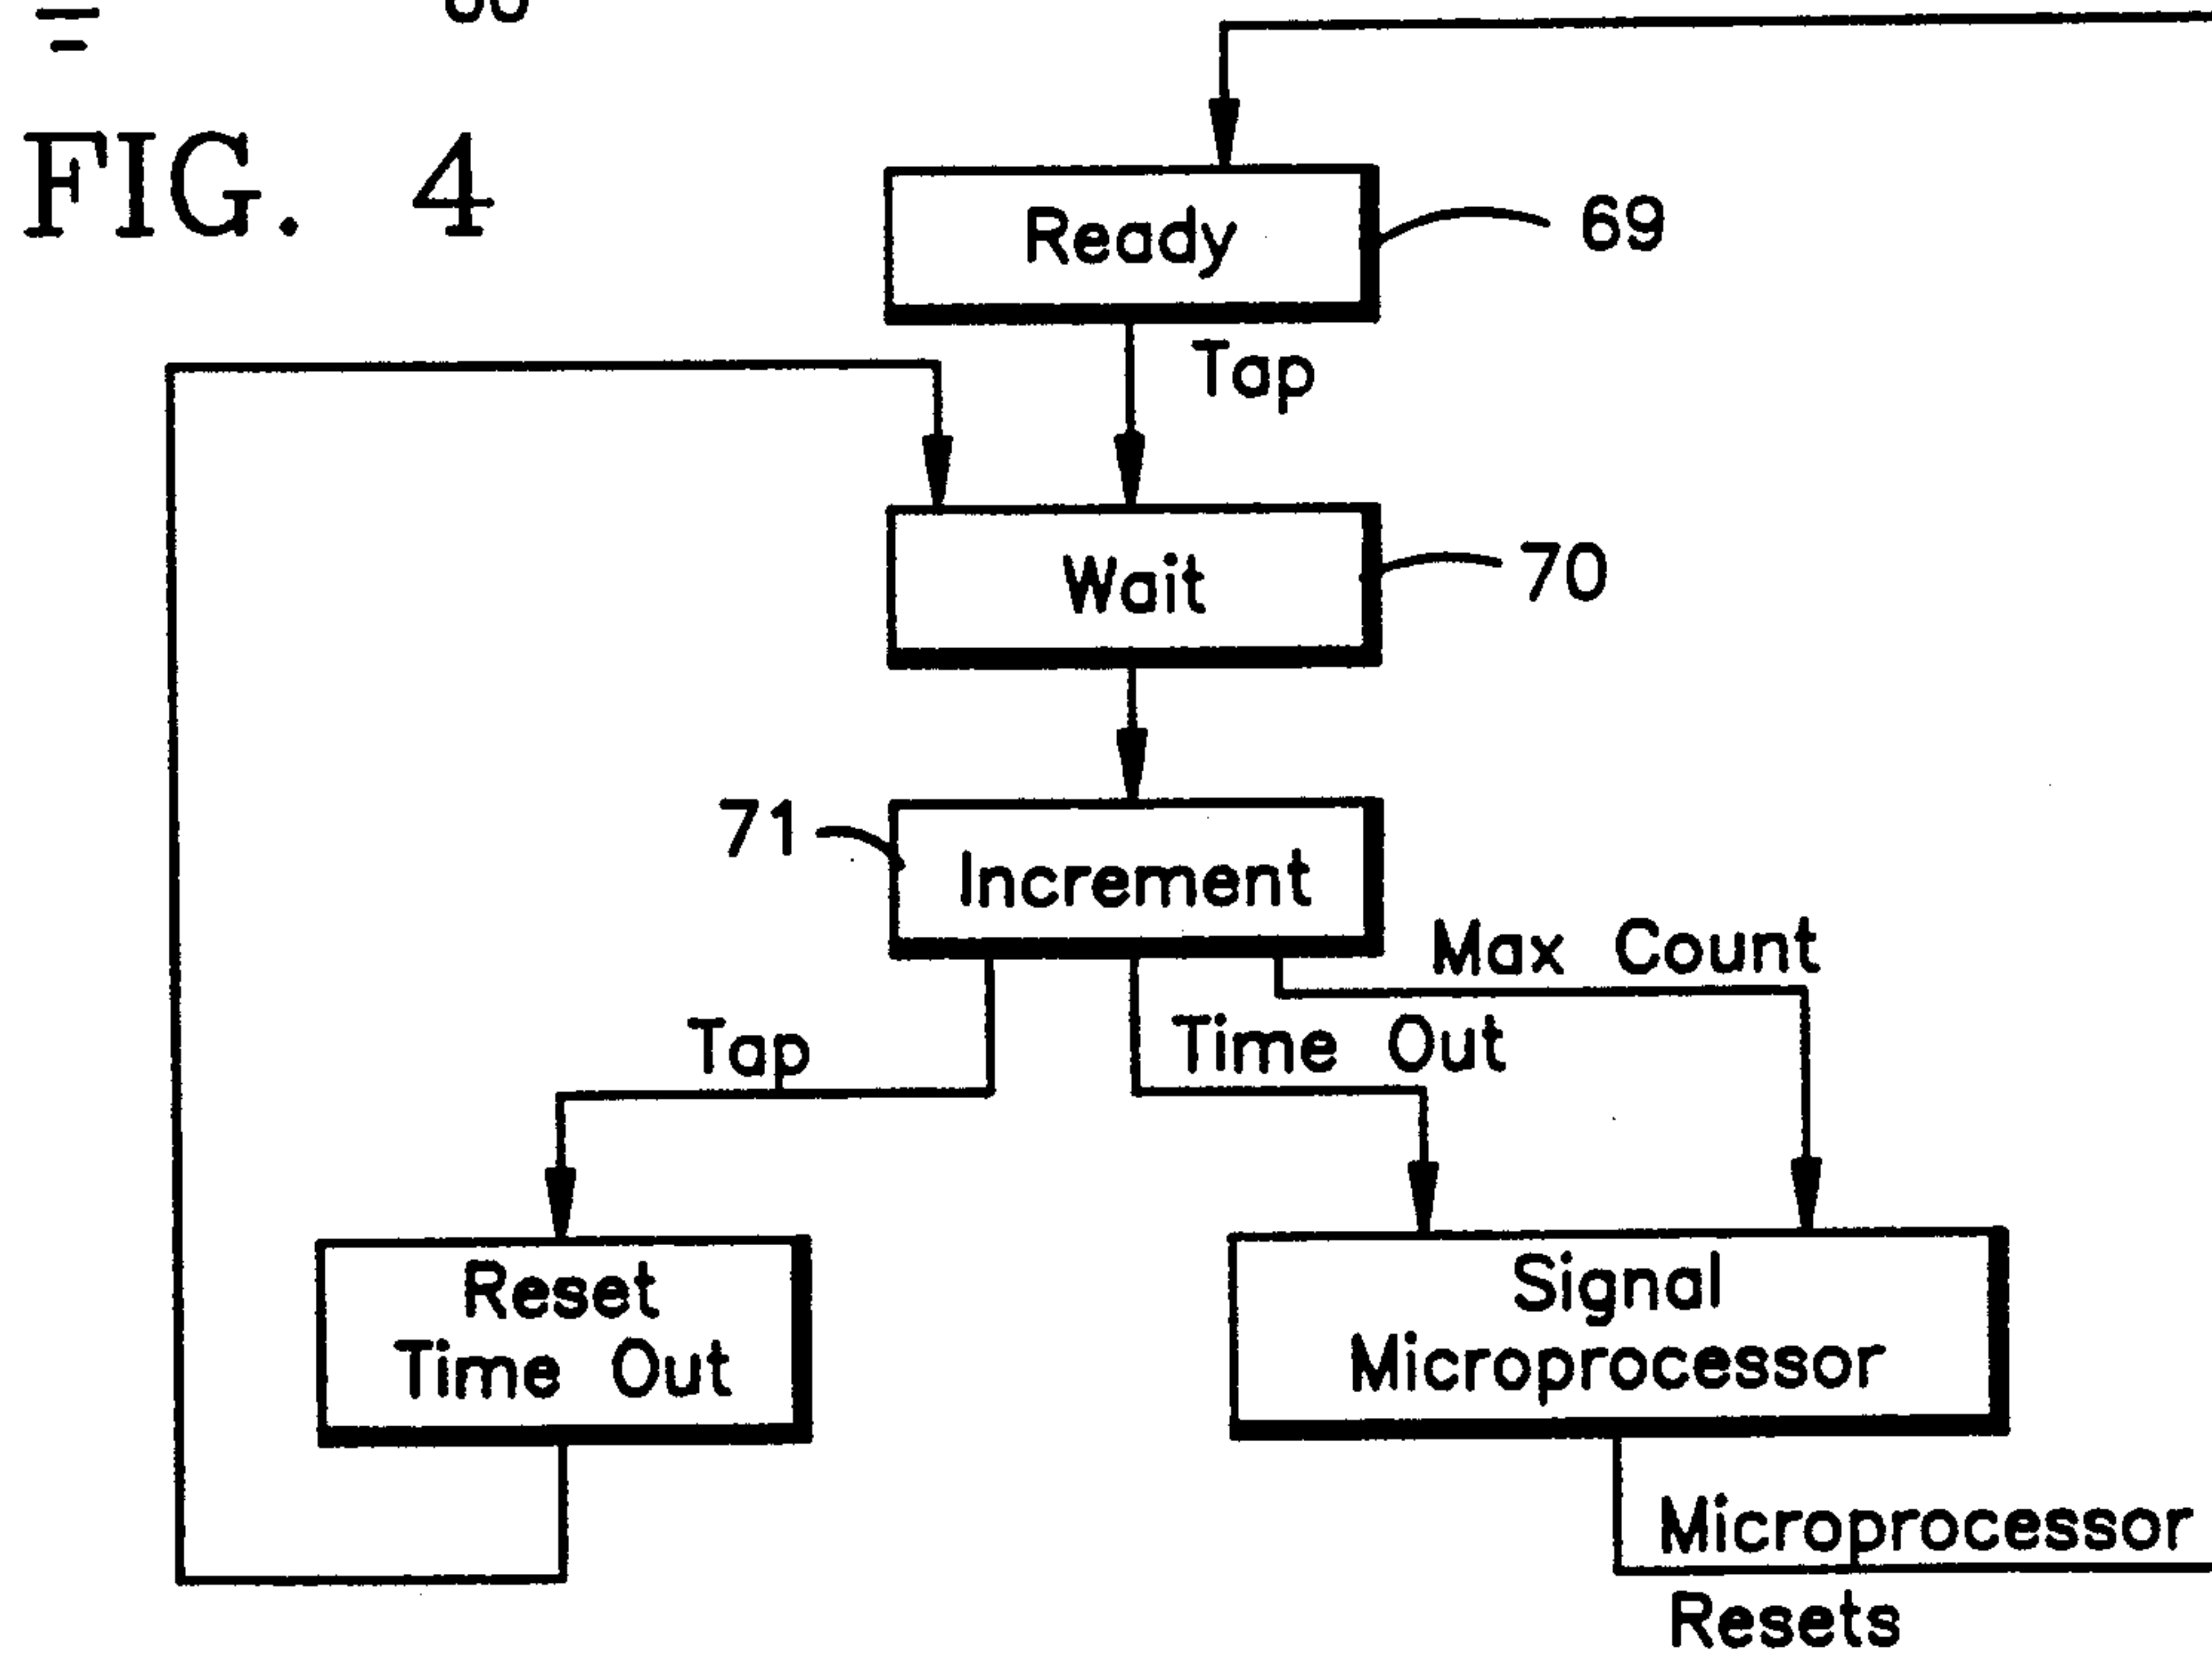 FIG. 4
Ready
69
Tap
Wait
70
71
Increment
Max Count
Tap
Time Out
Reset
Time Out
Signal
Microprocessor
Microprocessor
Resets